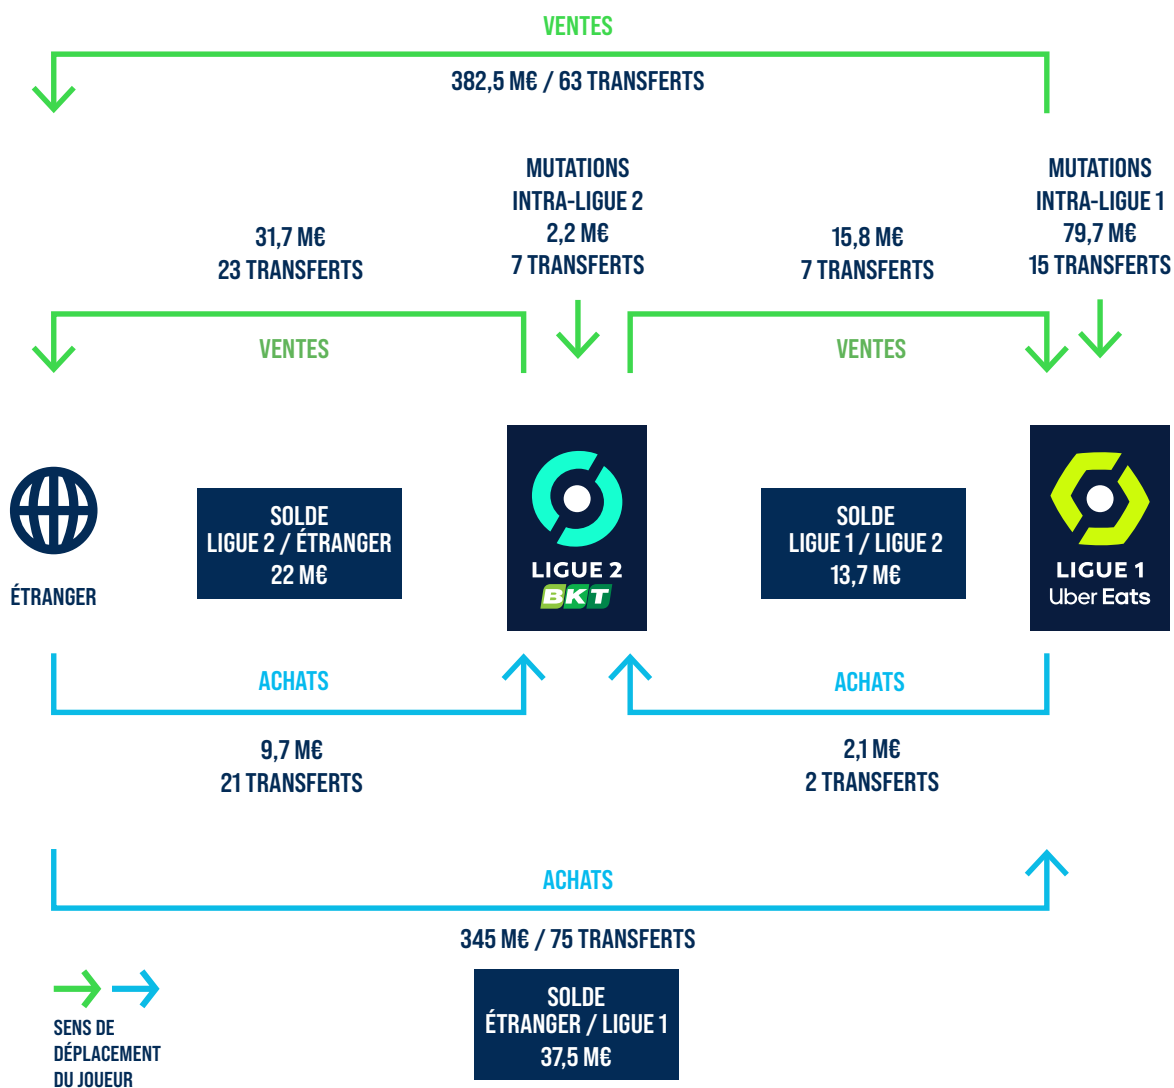 VENTES
382,5 M€ / 63 TRANSFERTS
MUTATIONS
INTRA-LIGUE 2
2,2 M€
7 TRANSFERTS
MUTATIONS
INTRA-LIGUE 1
79,7 M€
15 TRANSFERTS
31,7 M€
23 TRANSFERTS
15,8 M€
7 TRANSFERTS
VENTES
VENTES
ÉTRANGER
SOLDE
LIGUE 2 / ÉTRANGER
22 M€
LIGUE 2
BKT
SOLDE
LIGUE 1 / LIGUE 2
13,7 M€
LIGUE 1
Uber Eats
ACHATS
9,7 M€
21 TRANSFERTS
ACHATS
2,1 M€
2 TRANSFERTS
ACHATS
345 M€ / 75 TRANSFERTS
SOLDE
ÉTRANGER / LIGUE 1
37,5 M€
SENS DE
DÉPLACEMENT
DU JOUEUR